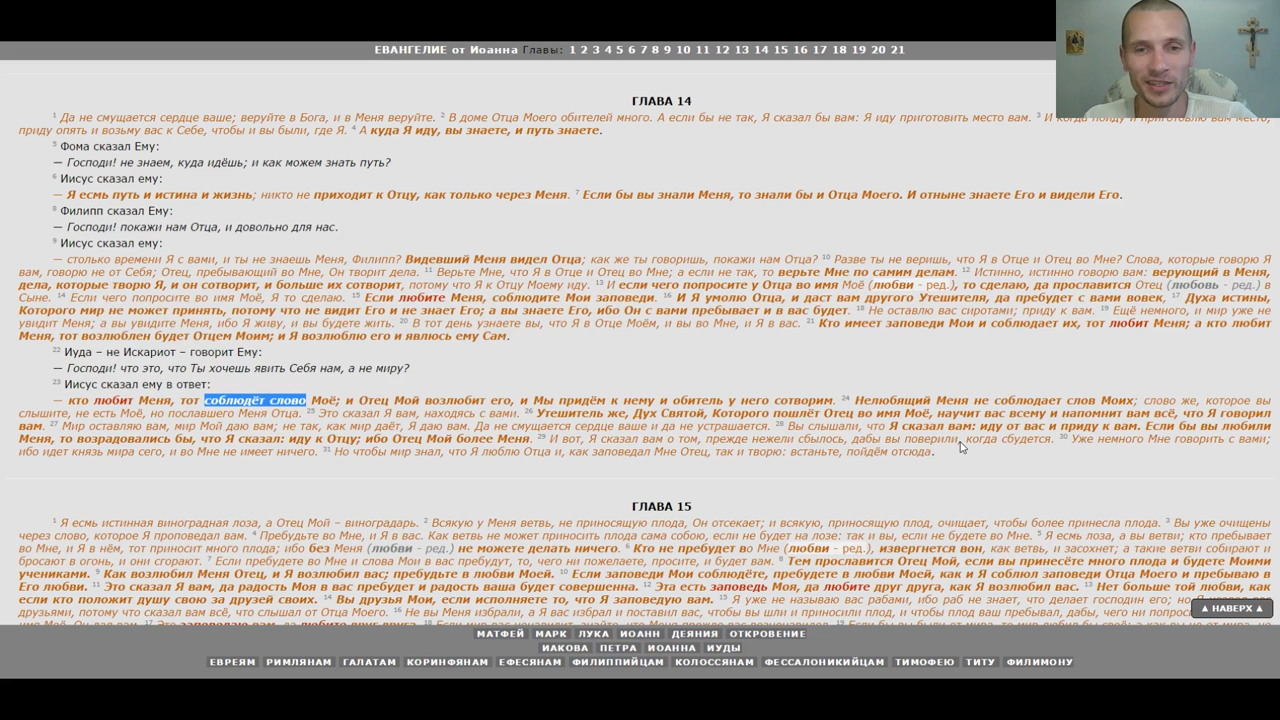 ЕВАНГЕЛИЕ от Иоанна Главы: 1 2 3 4 5 6 7 8 9 10 11 12 13 14 15 16 17 18 19 20 21
ГЛАВА 14
1 Да не смущается сердце ваше; веруйте в Бога, и в Меня веруйте. 2 В доме Отца Моего обителей много. А если бы не так, Я сказал бы вам: Я иду приготовить место вам. 3 И когда пойду и приготовлю вам место,
приду опять и возьму вас к Себе, чтобы и вы были, где Я. 4 А куда Я иду, вы знаете, и путь знаете.
5 Фома сказал Ему:
— Господи! не знаем, куда идёшь; и как можем знать путь?
6 Иисус сказал ему:
— Я есмь путь и истина и жизнь; никто не приходит к Отцу, как только через Меня. 7 Если бы вы знали Меня, то знали бы и Отца Моего. И отныне знаете Его и видели Его.
8 Филипп сказал Ему:
— Господи! покажи нам Отца, и довольно для нас.
9 Иисус сказал ему:
— столько времени Я с вами, и ты не знаешь Меня, Филипп? Видевший Меня видел Отца; как же ты говоришь, покажи нам Отца? 10 Разве ты не веришь, что Я в Отце и Отец во Мне? Слова, которые говорю Я
вам, говорю не от Себя; Отец, пребывающий во Мне, Он творит дела. 11 Верьте Мне, что Я в Отце и Отец во Мне; а если не так, то верьте Мне по самим делам. 12 Истинно, истинно говорю вам: верующий в Меня,
дела, которые творю Я, и он сотворит, и больше их сотворит, потому что Я к Отцу Моему иду. 13 И если чего попросите у Отца во имя Моё (любви - ред.), то сделаю, да прославится Отец (любовь - ред.) в
Сыне. 14 Если чего попросите во имя Моё, Я то сделаю. 15 Если любите Меня, соблюдите Мои заповеди. 16 И Я умолю Отца, и даст вам другого Утешителя, да пребудет с вами вовек, 17 Духа истины,
Которого мир не может принять, потому что не видит Его и не знает Его; а вы знаете Его, ибо Он с вами пребывает и в вас будет. 18 Не оставлю вас сиротами; приду к вам. 19 Ещё немного, и мир уже не
увидит Меня; а вы увидите Меня, ибо Я живу, и вы будете жить. 20 В тот день узнаете вы, что Я в Отце Моём, и вы во Мне, и Я в вас. 21 Кто имеет заповеди Мои и соблюдает их, тот любит Меня; а кто любит
Меня, тот возлюблен будет Отцем Моим; и Я возлюблю его и явлюсь ему Сам.
22 Иуда – не Искариот – говорит Ему:
— Господи! что это, что Ты хочешь явить Себя нам, а не миру?
23 Иисус сказал ему в ответ:
— кто любит Меня, тот соблюдёт слово Моё; и Отец Мой возлюбит его, и Мы придём к нему и обитель у него сотворим. 24 Нелюбящий Меня не соблюдает слов Моих; слово же, которое вы
слышите, не есть Моё, но пославшего Меня Отца. 25 Это сказал Я вам, находясь с вами. 26 Утешитель же, Дух Святой, Которого пошлёт Отец во имя Моё, научит вас всему и напомнит вам всё, что Я говорил
вам. 27 Мир оставляю вам, мир Мой даю вам; не так, как мир даёт, Я даю вам. Да не смущается сердце ваше и да не устрашается. 28 Вы слышали, что Я сказал вам: иду от вас и приду к вам. Если бы вы любили
Меня, то возрадовались бы, что Я сказал: иду к Отцу; ибо Отец Мой более Меня. 29 И вот, Я сказал вам о том, прежде нежели сбылось, дабы вы поверили, когда сбудется. 30 Уже немного Мне говорить с вами;
ибо идет князь мира сего, и во Мне не имеет ничего. 31 Но чтобы мир знал, что Я люблю Отца и, как заповедал Мне Отец, так и творю: встаньте, пойдём отсюда.
ГЛАВА 15
1 Я есмь истинная виноградная лоза, а Отец Мой – виноградарь. 2 Всякую у Меня ветвь, не приносящую плода, Он отсекает; и всякую, приносящую плод, очищает, чтобы более принесла плода. 3 Вы уже очищены
через слово, которое Я проповедал вам. 4 Пребудьте во Мне, и Я в вас. Как ветвь не может приносить плода сама собою, если не будет на лозе: так и вы, если не будете во Мне. 5 Я есмь лоза, а вы ветви; кто пребывает
во Мне, и Я в нём, тот приносит много плода; ибо без Меня (любви - ред.) не можете делать ничего. 6 Кто не пребудет во Мне (любви - ред.), извергнется вон, как ветвь, и засохнет; а такие ветви собирают и
бросают в огонь, и они сгорают. 7 Если пребудете во Мне и слова Мои в вас пребудут, то, чего ни пожелаете, просите, и будет вам. 8 Тем прославится Отец Мой, если вы принесёте много плода и будете Моими
учениками. 9 Как возлюбил Меня Отец, и Я возлюбил вас; пребудьте в любви Моей. 10 Если заповеди Мои соблюдёте, пребудете в любви Моей, как и Я соблюл заповеди Отца Моего и пребываю в
Его любви. 11 Это сказал Я вам, да радость Моя в вас пребудет и радость ваша будет совершенна. 12 Эта есть заповедь Моя, да любите друг друга, как Я возлюбил вас. 13 Нет больше той любви, как
если кто положит душу свою за друзей своих. 14 Вы друзья Мои, если исполняете то, что Я заповедую вам. 15 Я уже не называю вас рабами, ибо раб не знает, что делает господин его; но
друзьями, потому что сказал вам всё, что слышал от Отца Моего. 16 Не вы Меня избрали, а Я вас избрал и поставил вас, чтобы вы шли и приносили плод, и чтобы плод ваш пребывал, дабы, чего ни
▲ НАВЕРХ ▲
МАТФЕЙ МАРК ЛУКА ИОАНН ДЕЯНИЯ ОТКРОВЕНИЕ
ИАКОВА ПЕТРА ИОАННА ИУДЫ
ЕВРЕЯМ РИМЛЯНАМ ГАЛАТАМ КОРИНФЯНАМ ЕФЕСЯНАМ ФИЛИППИЙЦАМ КОЛОССЯНАМ ФЕССАЛОНИКИЙЦАМ ТИМОФЕЮ ТИТУ ФИЛИМОНУ